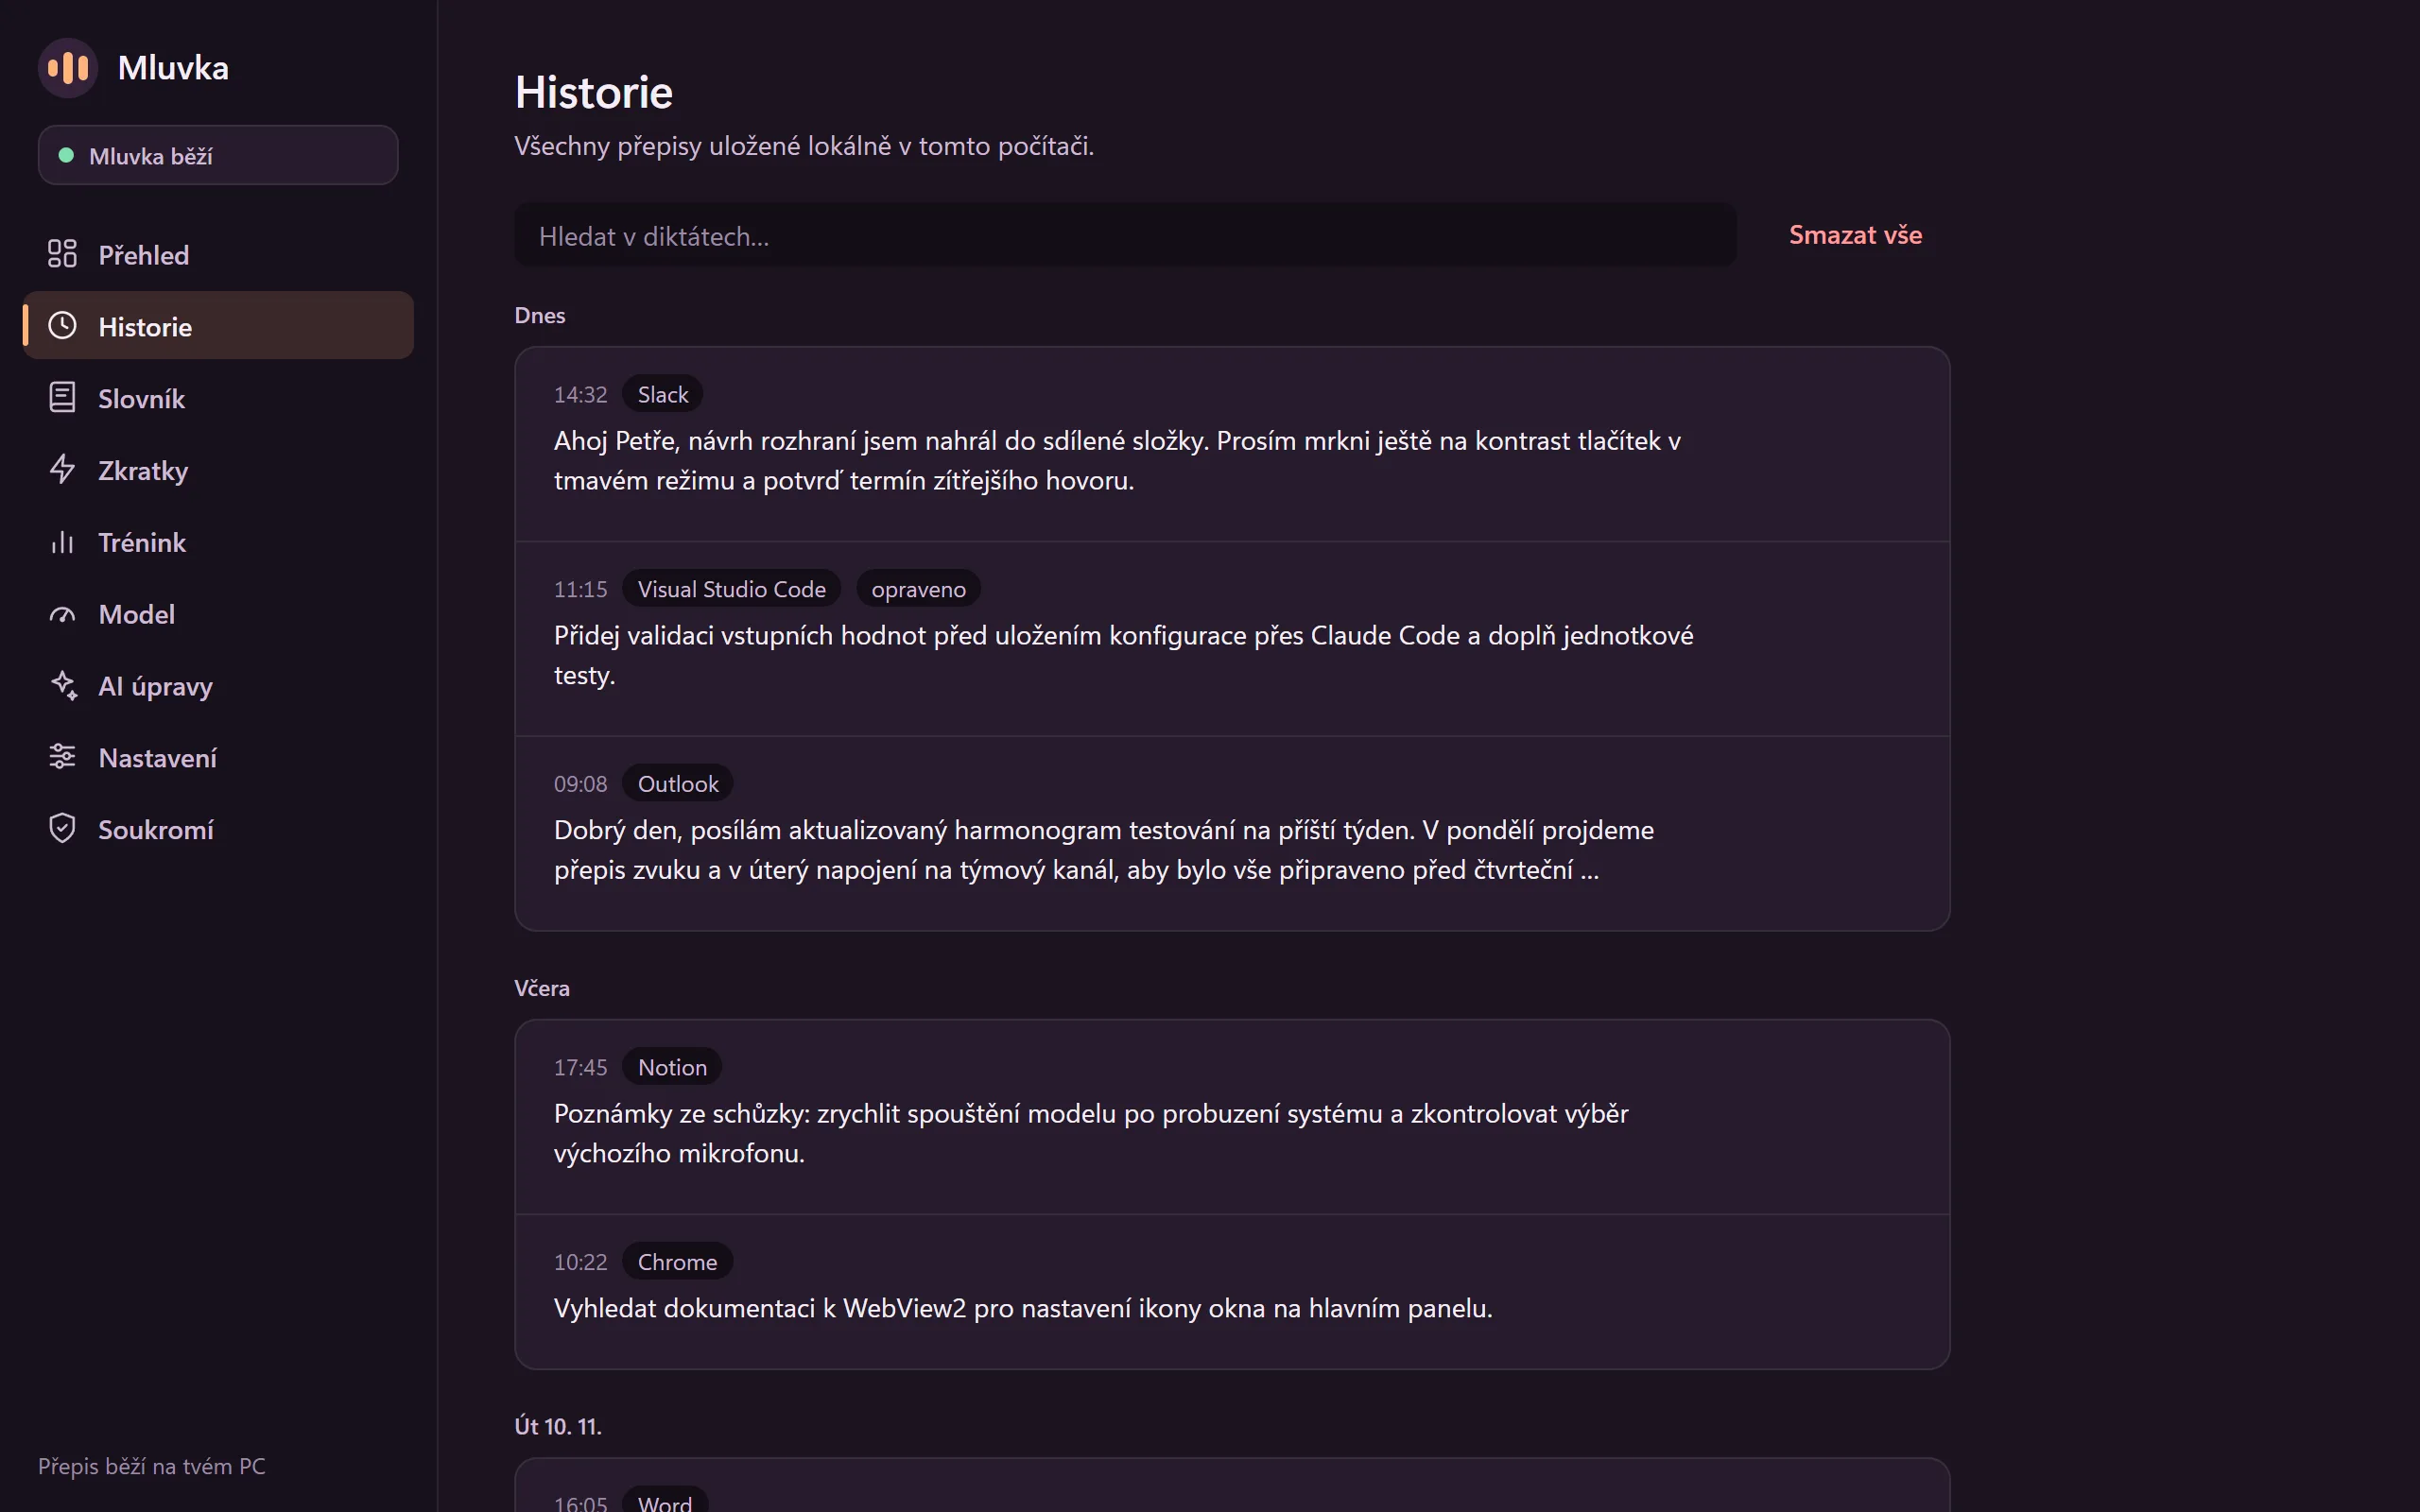 Mluvka
Mluvka běží
Přehled
Historie
Slovník
Zkratky
Trénink
Model
AI úpravy
Nastavení
Soukromí
Přepis běží na tvém PC
Historie
Všechny přepisy uložené lokálně v tomto počítači.
Hledat v diktátech...
Smazat vše
Dnes
14:32 Slack
Ahoj Petře, návrh rozhraní jsem nahrál do sdílené složky. Prosím mrkni ještě na kontrast tlačítek v
tmavém režimu a potvrď termín zítřejšího hovoru.
11:15 Visual Studio Code opraveno
Přidej validaci vstupních hodnot před uložením konfigurace přes Claude Code a doplň jednotkové
testy.
09:08 Outlook
Dobrý den, posílám aktualizovaný harmonogram testování na příští týden. V pondělí projdeme
přepis zvuku a v úterý napojení na týmový kanál, aby bylo vše připraveno před čtvrteční ...
Včera
17:45 Notion
Poznámky ze schůzky: zrychlit spouštění modelu po probuzení systému a zkontrolovat výběr
výchozího mikrofonu.
10:22 Chrome
Vyhledat dokumentaci k WebView2 pro nastavení ikony okna na hlavním panelu.
Út 10. 11.
16:05 Word